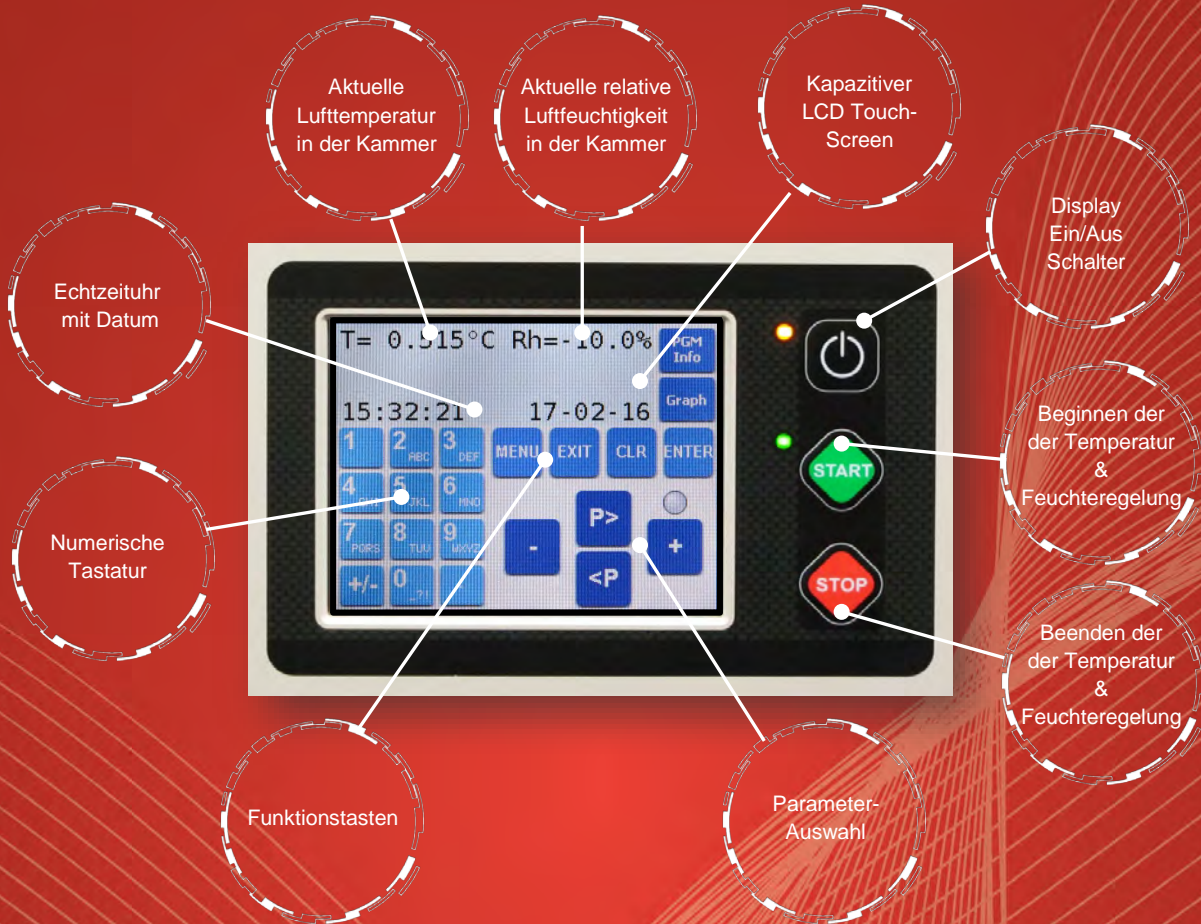 Aktuelle
Lufttemperatur
in der Kammer
Aktuelle relative
Luftfeuchtigkeit
in der Kammer
Kapazitiver
LCD Touch-
Screen
Display
Ein/Aus
Schalter
Echtzeituhr
mit Datum
T= 0.515°C Rh=-10.0%
PGM
Info
15:32:21 17-02-16
Graph
1 2 ABC 3 DEF
MENU EXIT CLR ENTER
4 5 JKL 6 MNO
7 PQRS 8 TUV 9 WXYZ
+/- 0 _?!
P>
- +
<P
START
STOP
Beginnen der
der Temperatur
&
Feuchteregelung
Numerische
Tastatur
Beenden der
der Temperatur
&
Feuchteregelung
Funktionstasten
Parameter-
Auswahl